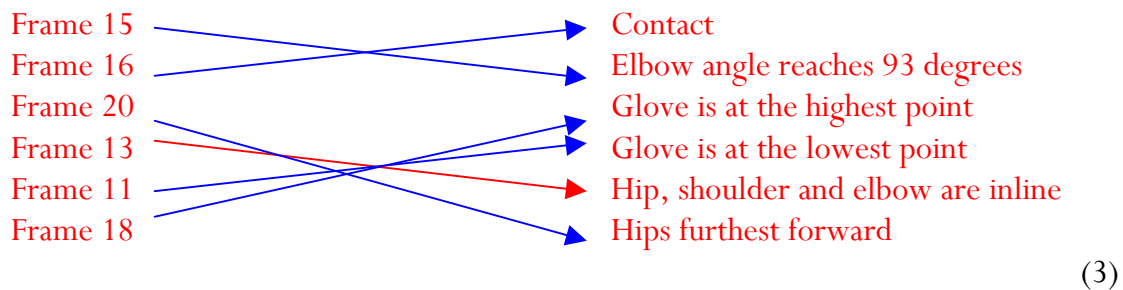 Frame 15 Contact
Frame 16 Elbow angle reaches 93 degrees
Frame 20 Glove is at the highest point
Frame 13 Glove is at the lowest point
Frame 11 Hip, shoulder and elbow are inline
Frame 18 Hips furthest forward
(3)